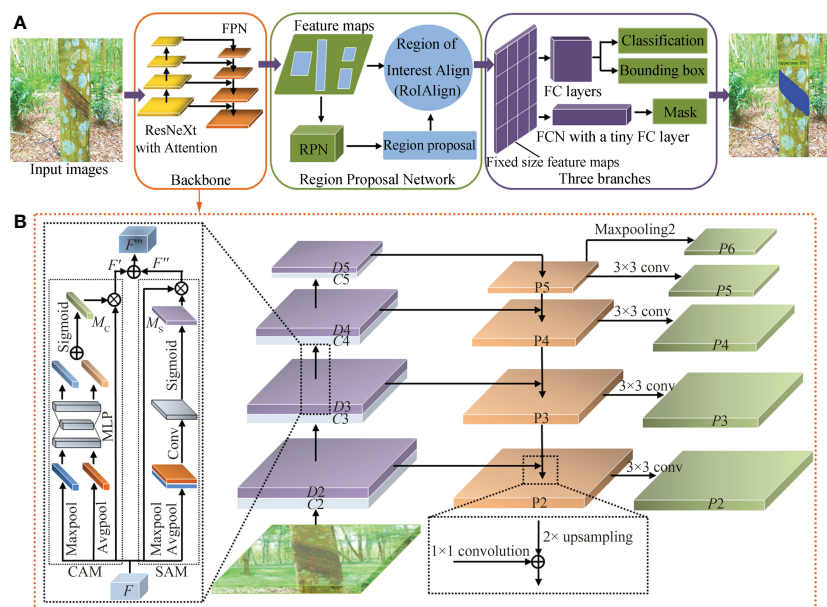 A
Input images
FPN
ResNeXt
with Attention
Backbone
Feature maps
Region of
Interest Align
(RoIAlign)
RPN
Region proposal
Region Proposal Network
Fixed size feature maps
FC layers
Classification
Bounding box
FCN with a tiny FC layer
Mask
Three branches
B
F'''
F'
F''
Sigmoid
Mc
MLP
Maxpool
Avgpool
CAM
Ms
Sigmoid
Conv
Maxpool
Avgpool
SAM
F
D5
C5
D4
C4
D3
C3
D2
C2
P5
P4
P3
P2
Maxpooling2
3×3 conv
3×3 conv
3×3 conv
3×3 conv
P6
P5
P4
P3
P2
2× upsampling
1×1 convolution